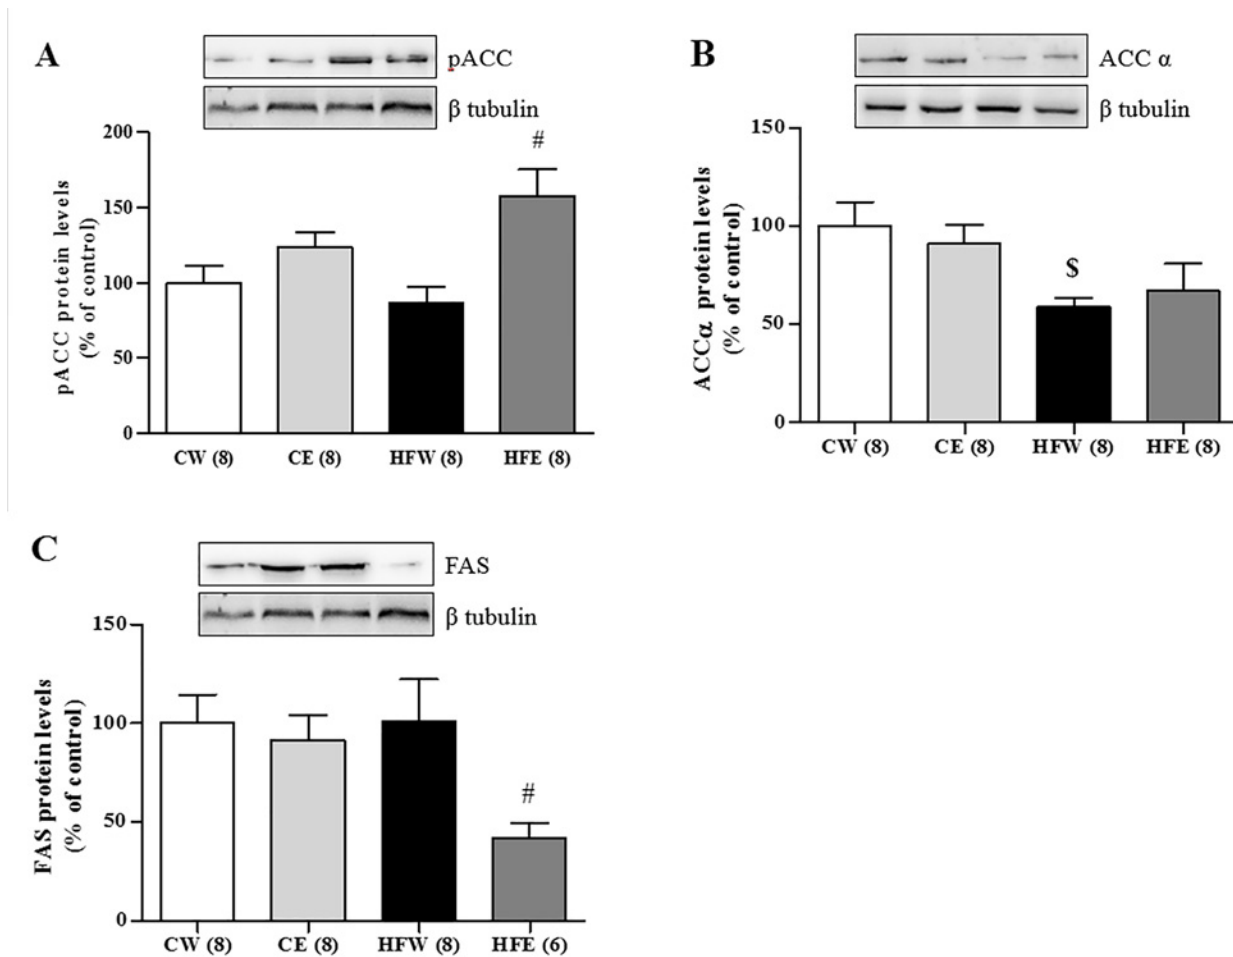 A
pACC
β tubulin
200
150
100
50
0
pACC protein levels
(% of control)
#
CW (8) CE (8) HFW (8) HFE (8)
B
ACC α
β tubulin
150
100
50
0
ACCα protein levels
(% of control)
$
CW (8) CE (8) HFW (8) HFE (8)
C
FAS
β tubulin
150
100
50
0
FAS protein levels
(% of control)
#
CW (8) CE (8) HFW (8) HFE (6)